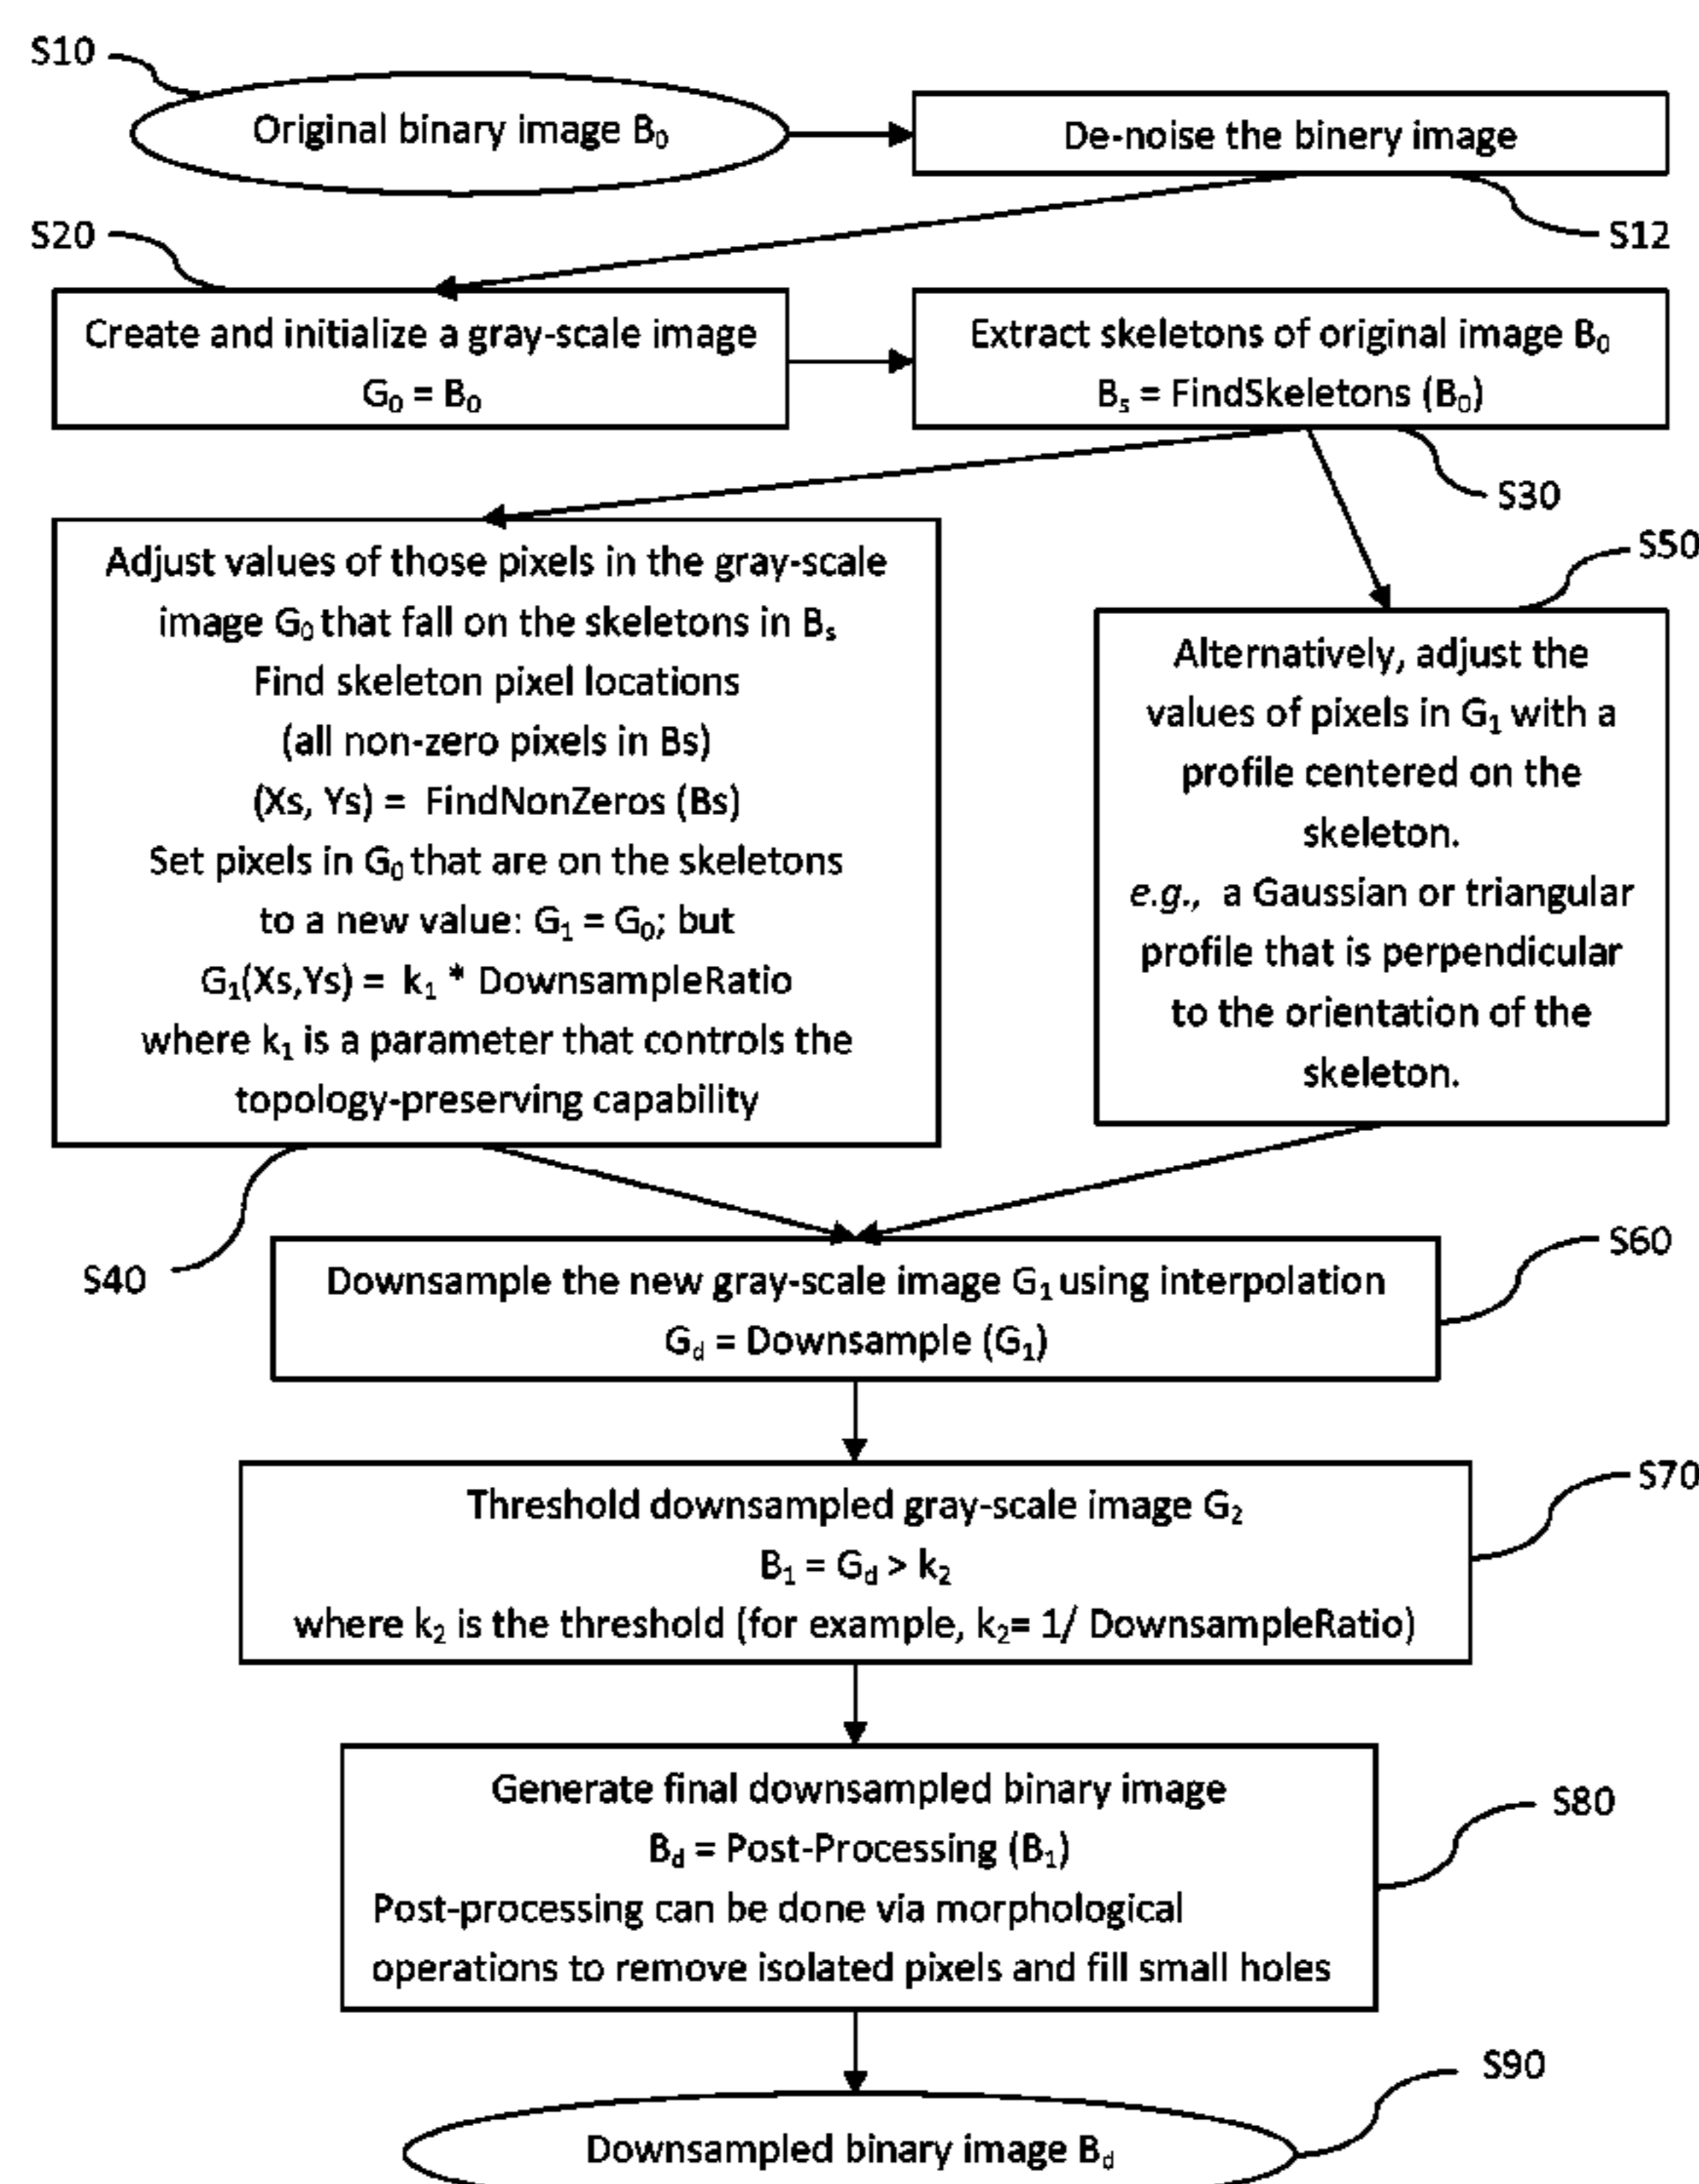 S10
Original binary image B₀
De-noise the binery image
S12
S20
Create and initialize a gray-scale image
G₀ = B₀
Extract skeletons of original image B₀
Bₛ = FindSkeletons (B₀)
S30
Adjust values of those pixels in the gray-scale
image G₀ that fall on the skeletons in Bₛ
Find skeleton pixel locations
(all non-zero pixels in Bs)
(Xs, Ys) = FindNonZeros (Bs)
Set pixels in G₀ that are on the skeletons
to a new value: G₁ = G₀; but
G₁(Xs,Ys) = k₁ * DownsampleRatio
where k₁ is a parameter that controls the
topology-preserving capability
S40
S50
Alternatively, adjust the
values of pixels in G₁ with a
profile centered on the
skeleton.
e.g., a Gaussian or triangular
profile that is perpendicular
to the orientation of the
skeleton.
S60
Downsample the new gray-scale image G₁ using interpolation
G_d = Downsample (G₁)
S70
Threshold downsampled gray-scale image G₂
B₁ = G_d > k₂
where k₂ is the threshold (for example, k₂= 1/ DownsampleRatio)
S80
Generate final downsampled binary image
B_d = Post-Processing (B₁)
Post-processing can be done via morphological
operations to remove isolated pixels and fill small holes
S90
Downsampled binary image B_d